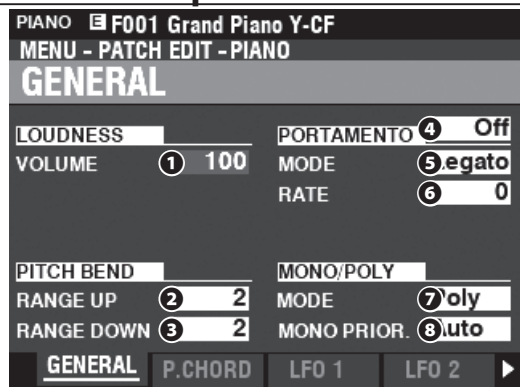 PIANO E F001 Grand Piano Y-CF
MENU - PATCH EDIT - PIANO
GENERAL
LOUDNESS
VOLUME 1 100
PORTAMENTO 4 Off
MODE 5 Legato
RATE 6 0
PITCH BEND
RANGE UP 2 2
RANGE DOWN 3 2
MONO/POLY
MODE 7 Poly
MONO PRIOR. 8 Auto
GENERAL P.CHORD LFO 1 LFO 2